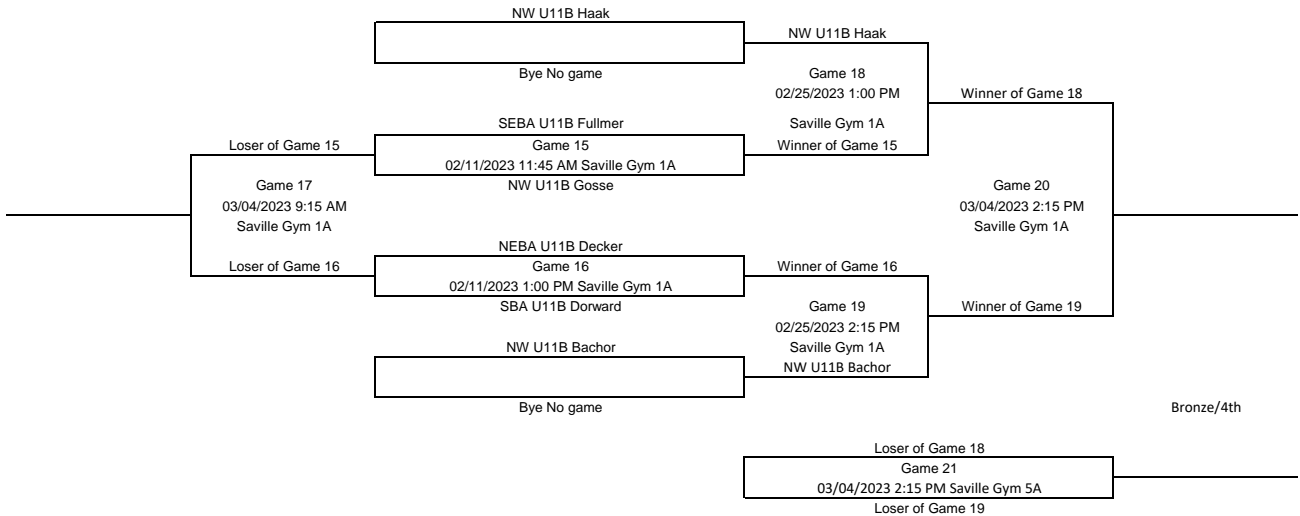 NW U11B Haak
NW U11B Haak
Bye No game
Game 18
02/25/2023 1:00 PM
Winner of Game 18
SEBA U11B Fullmer
Saville Gym 1A
Loser of Game 15
Game 15
Winner of Game 15
02/11/2023 11:45 AM Saville Gym 1A
Game 17
NW U11B Gosse
Game 20
03/04/2023 9:15 AM
03/04/2023 2:15 PM
Saville Gym 1A
Saville Gym 1A
NEBA U11B Decker
Loser of Game 16
Game 16
Winner of Game 16
02/11/2023 1:00 PM Saville Gym 1A
SBA U11B Dorward
Game 19
Winner of Game 19
02/25/2023 2:15 PM
NW U11B Bachor
Saville Gym 1A
NW U11B Bachor
Bye No game
Bronze/4th
Loser of Game 18
Game 21
03/04/2023 2:15 PM Saville Gym 5A
Loser of Game 19